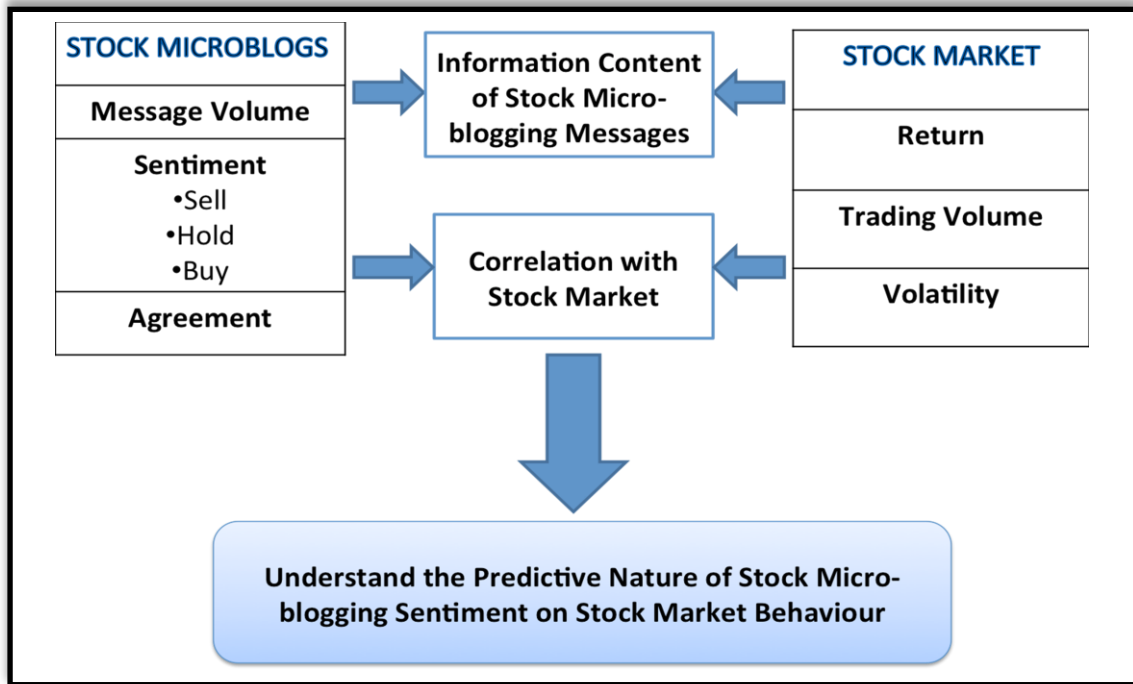 STOCK MICROBLOGS
Message Volume
Sentiment
•Sell
•Hold
•Buy
Agreement
Information Content
of Stock Micro-
blogging Messages
Correlation with
Stock Market
STOCK MARKET
Return
Trading Volume
Volatility
Understand the Predictive Nature of Stock Micro-
blogging Sentiment on Stock Market Behaviour